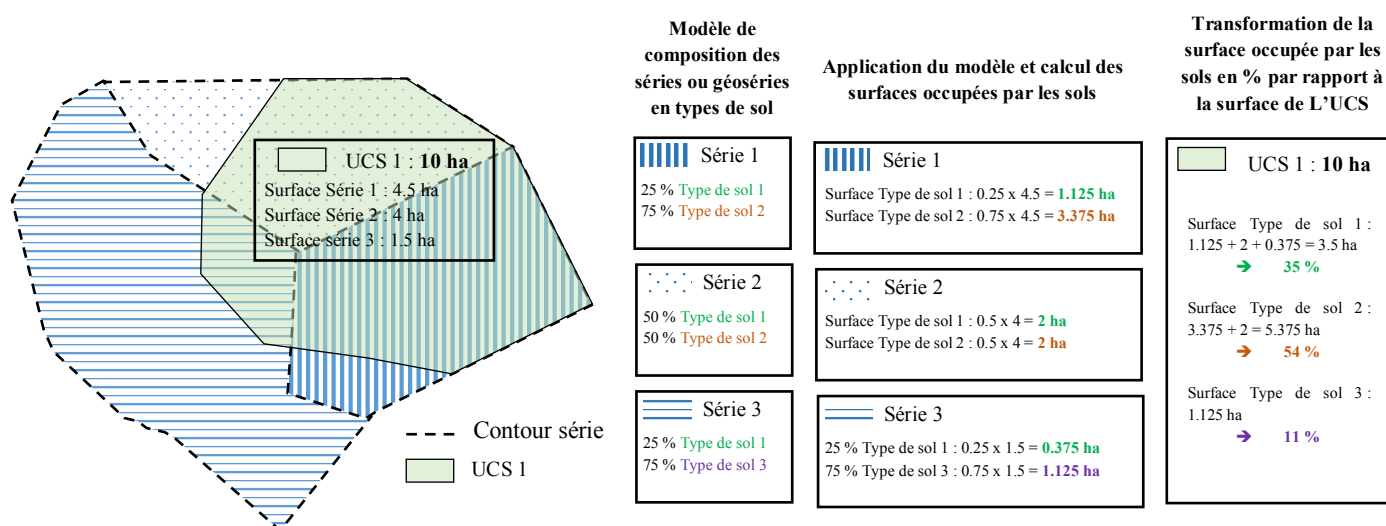 UCS 1 : 10 ha
Surface Série 1 : 4.5 ha
Surface Série 2 : 4 ha
Surface série 3 : 1.5 ha
Contour série
UCS 1
Modèle de
composition des
séries ou géoséries
en types de sol
Série 1
25 % Type de sol 1
75 % Type de sol 2
Série 2
50 % Type de sol 1
50 % Type de sol 2
Série 3
25 % Type de sol 1
75 % Type de sol 3
Application du modèle et calcul des
surfaces occupées par les sols
Série 1
Surface Type de sol 1 : 0.25 x 4.5 = 1.125 ha
Surface Type de sol 2 : 0.75 x 4.5 = 3.375 ha
Série 2
Surface Type de sol 1 : 0.5 x 4 = 2 ha
Surface Type de sol 2 : 0.5 x 4 = 2 ha
Série 3
25 % Type de sol 1 : 0.25 x 1.5 = 0.375 ha
75 % Type de sol 3 : 0.75 x 1.5 = 1.125 ha
Transformation de la
surface occupée par les
sols en % par rapport à
la surface de L’UCS
UCS 1 : 10 ha
Surface Type de sol 1 :
1.125 + 2 + 0.375 = 3.5 ha
➔ 35 %
Surface Type de sol 2 :
3.375 + 2 = 5.375 ha
➔ 54 %
Surface Type de sol 3 :
1.125 ha
➔ 11 %